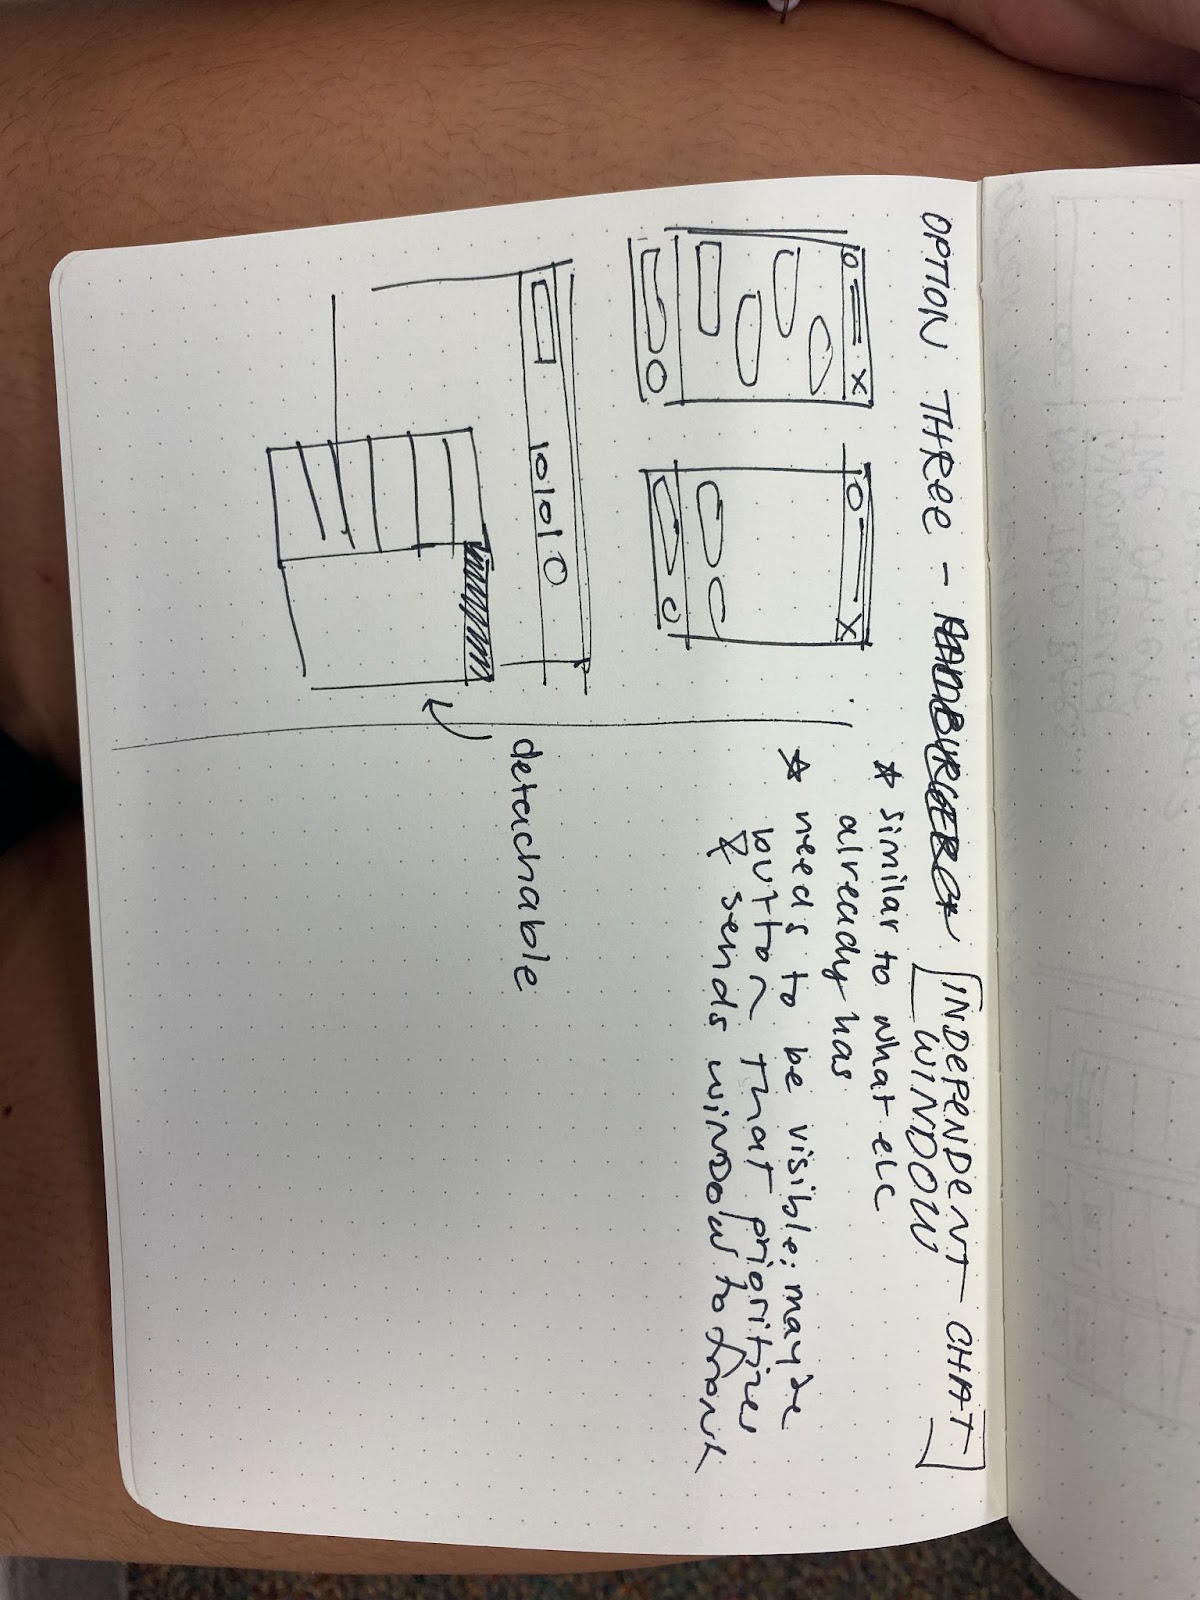 OPTION THREE - HAMBURGER INDEPENDENT CHAT
WINDOW
* similar to what elc
already has
* needs to be visible; maybe
button that prioritizes
& sends window to front
detachable